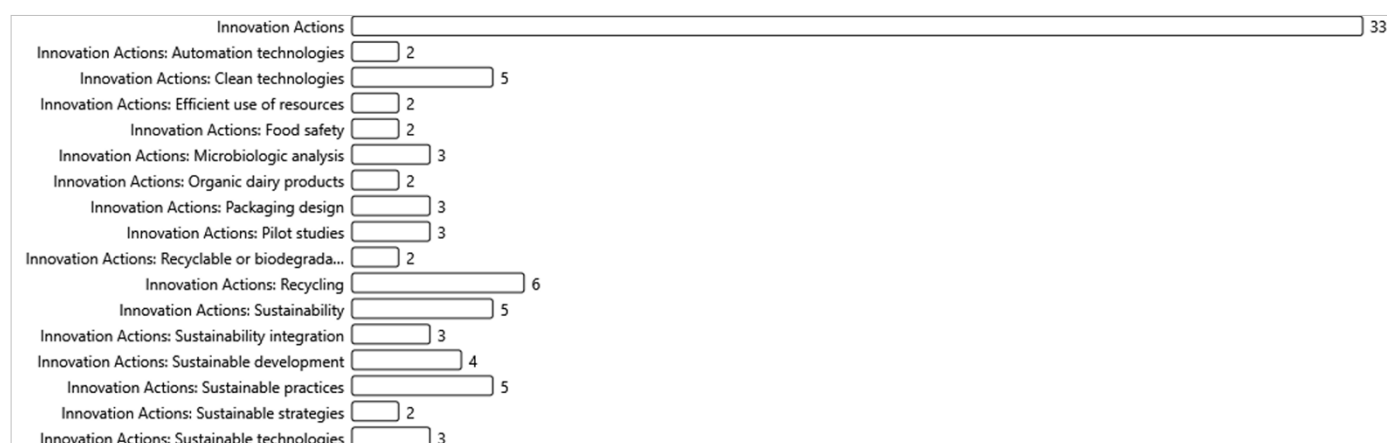 Innovation Actions 33
Innovation Actions: Automation technologies 2
Innovation Actions: Clean technologies 5
Innovation Actions: Efficient use of resources 2
Innovation Actions: Food safety 2
Innovation Actions: Microbiologic analysis 3
Innovation Actions: Organic dairy products 2
Innovation Actions: Packaging design 3
Innovation Actions: Pilot studies 3
Innovation Actions: Recyclable or biodegrada... 2
Innovation Actions: Recycling 6
Innovation Actions: Sustainability 5
Innovation Actions: Sustainability integration 3
Innovation Actions: Sustainable development 4
Innovation Actions: Sustainable practices 5
Innovation Actions: Sustainable strategies 2
Innovation Actions: Sustainable technologies 3